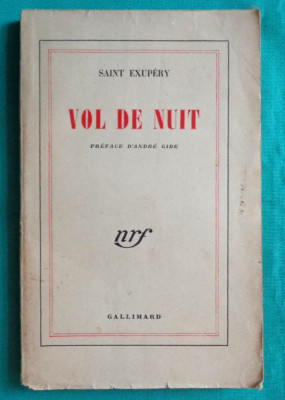 SAINT EXUPÉRY
VOL DE NUIT
PRÉFACE D'ANDRÉ GIDE
nrf
GALLIMARD